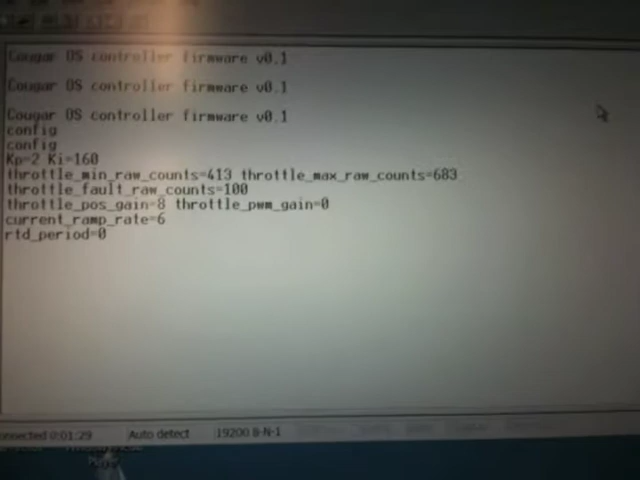 Cougar OS controller firmware v0.1
Cougar OS controller firmware v0.1
Cougar OS controller firmware v0.1
config
config
Kp=2 Ki=160
throttle_min_raw_counts=413 throttle_max_raw_counts=683
throttle_fault_raw_counts=100
throttle_pos_gain=8 throttle_pwm_gain=0
current_ramp_rate=6
rtd_period=0
onnected 0:01:29 Auto detect 19200 8-N-1